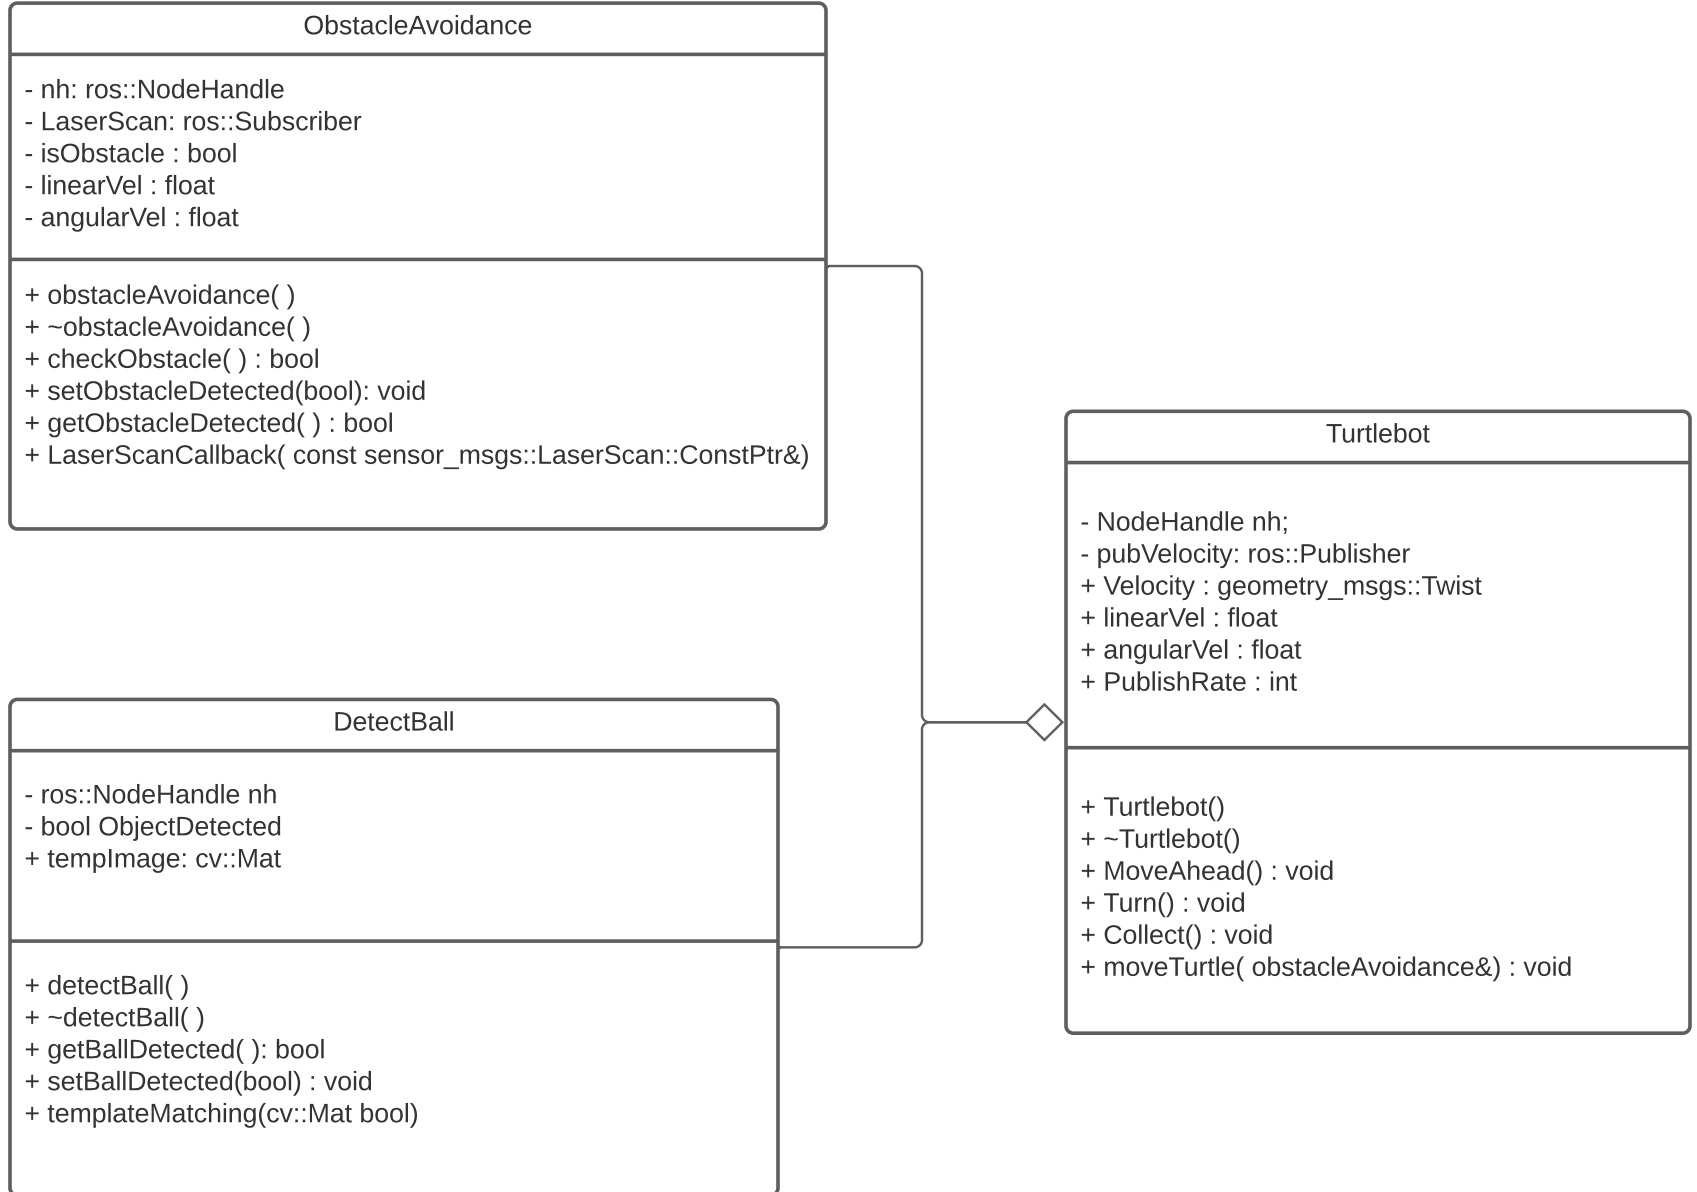 ObstacleAvoidance
- nh: ros::NodeHandle
- LaserScan: ros::Subscriber
- isObstacle : bool
- linearVel : float
- angularVel : float
+ obstacleAvoidance( )
+ ~obstacleAvoidance( )
+ checkObstacle( ) : bool
+ setObstacleDetected(bool): void
+ getObstacleDetected( ) : bool
+ LaserScanCallback( const sensor_msgs::LaserScan::ConstPtr&)
DetectBall
- ros::NodeHandle nh
- bool ObjectDetected
+ tempImage: cv::Mat
+ detectBall( )
+ ~detectBall( )
+ getBallDetected( ): bool
+ setBallDetected(bool) : void
+ templateMatching(cv::Mat bool)
Turtlebot
- NodeHandle nh;
- pubVelocity: ros::Publisher
+ Velocity : geometry_msgs::Twist
+ linearVel : float
+ angularVel : float
+ PublishRate : int
+ Turtlebot()
+ ~Turtlebot()
+ MoveAhead() : void
+ Turn() : void
+ Collect() : void
+ moveTurtle( obstacleAvoidance&) : void